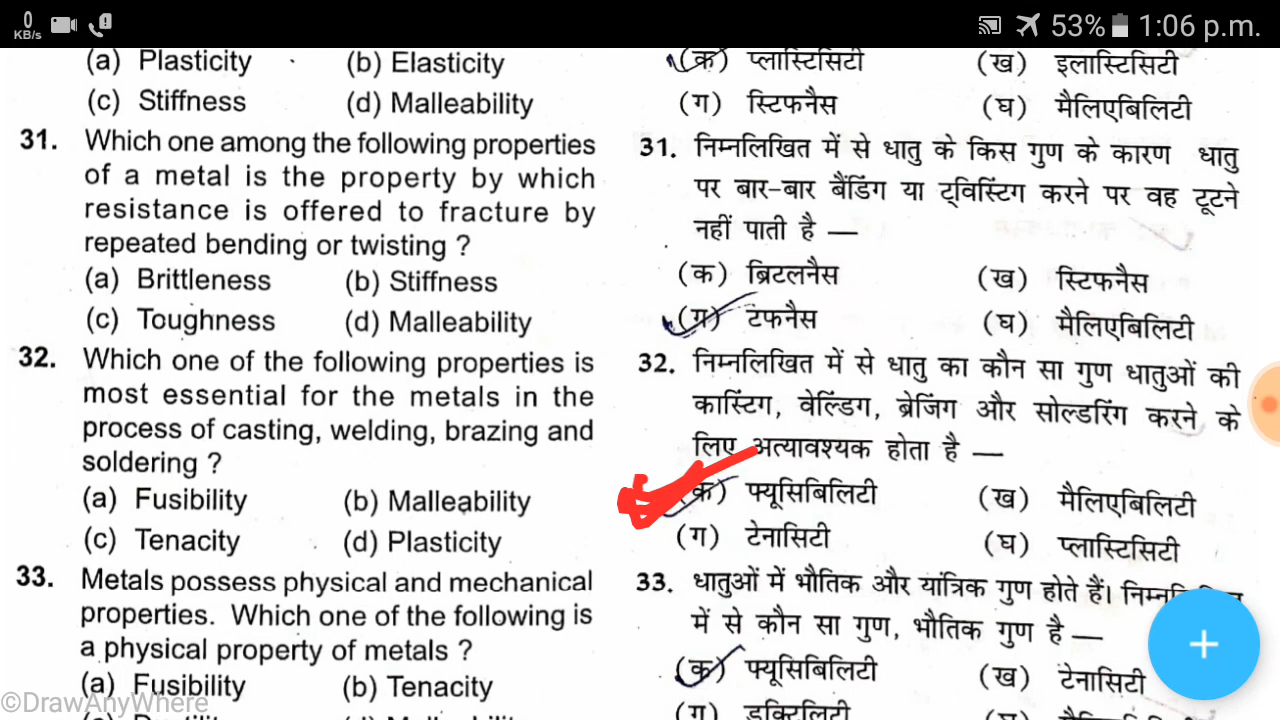 0
KB/s
53% 1:06 p.m.
(a) Plasticity (b) Elasticity
(c) Stiffness (d) Malleability
31. Which one among the following properties
of a metal is the property by which
resistance is offered to fracture by
repeated bending or twisting ?
(a) Brittleness (b) Stiffness
(c) Toughness (d) Malleability
32. Which one of the following properties is
most essential for the metals in the
process of casting, welding, brazing and
soldering ?
(a) Fusibility (b) Malleability
(c) Tenacity (d) Plasticity
33. Metals possess physical and mechanical
properties. Which one of the following is
a physical property of metals ?
(a) Fusibility (b) Tenacity
(क) प्लास्टिसिटी (ख) इलास्टिसिटी
(ग) स्टिफनैस (घ) मैलिएबिलिटी
31. निम्नलिखित में से धातु के किस गुण के कारण धातु
पर बार-बार बैंडिंग या ट्विस्टिंग करने पर वह टूटने
नहीं पाती है —
(क) ब्रिटलनैस (ख) स्टिफनैस
(ग) टफनैस (घ) मैलिएबिलिटी
32. निम्नलिखित में से धातु का कौन सा गुण धातुओं की
कास्टिंग, वेल्डिंग, ब्रेजिंग और सोल्डरिंग करने के
लिए अत्यावश्यक होता है —
(क) फ्यूसिबिलिटी (ख) मैलिएबिलिटी
(ग) टेनासिटी (घ) प्लास्टिसिटी
33. धातुओं में भौतिक और यांत्रिक गुण होते हैं।
में से कौन सा गुण, भौतिक गुण है —
(क) फ्यूसिबिलिटी (ख) टेनासिटी
(ग) डक्टिलिटी
©DrawAnyWhere